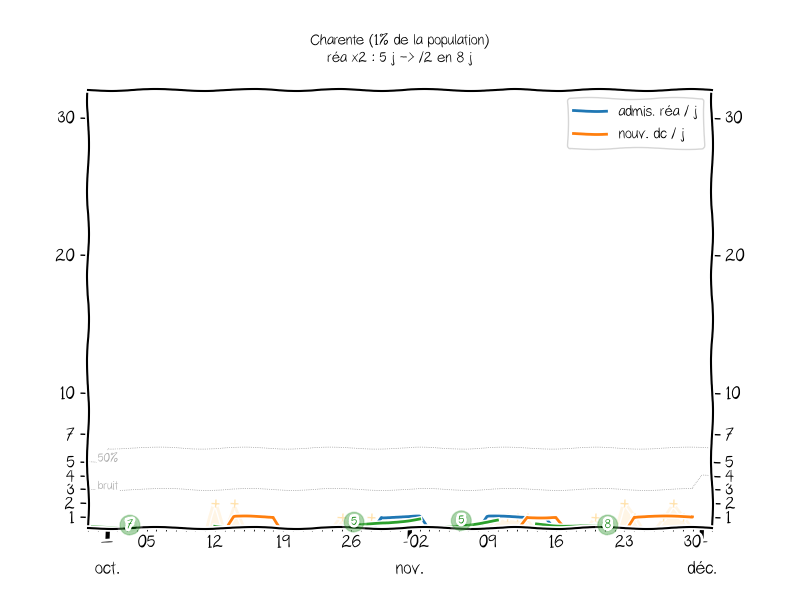 Charente (1% de la population)
réa x2 : 5 j -> /2 en 8 j
admis. réa / j
nouv. dc / j
30 30
20 20
10 10
7 7
5 5
50%
4 4
3 3
bruit
2 2
1 1
7 5 5 8
05 12 19 26 02 09 16 23 30
oct. nov. déc.